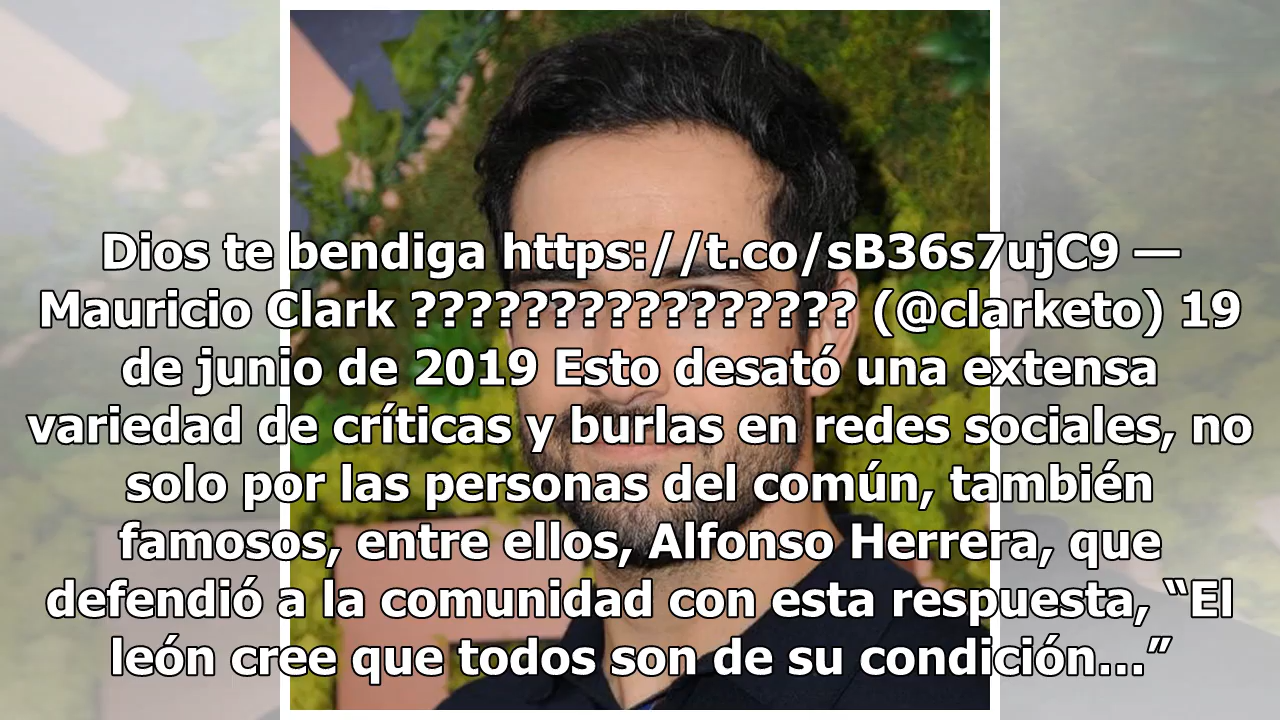 Dios te bendiga https://t.co/sB36s7ujC9 —
Mauricio Clark ???????????????? (@clarketo) 19
de junio de 2019 Esto desató una extensa
variedad de críticas y burlas en redes sociales, no
solo por las personas del común, también
famosos, entre ellos, Alfonso Herrera, que
defendió a la comunidad con esta respuesta, “El
león cree que todos son de su condición...”